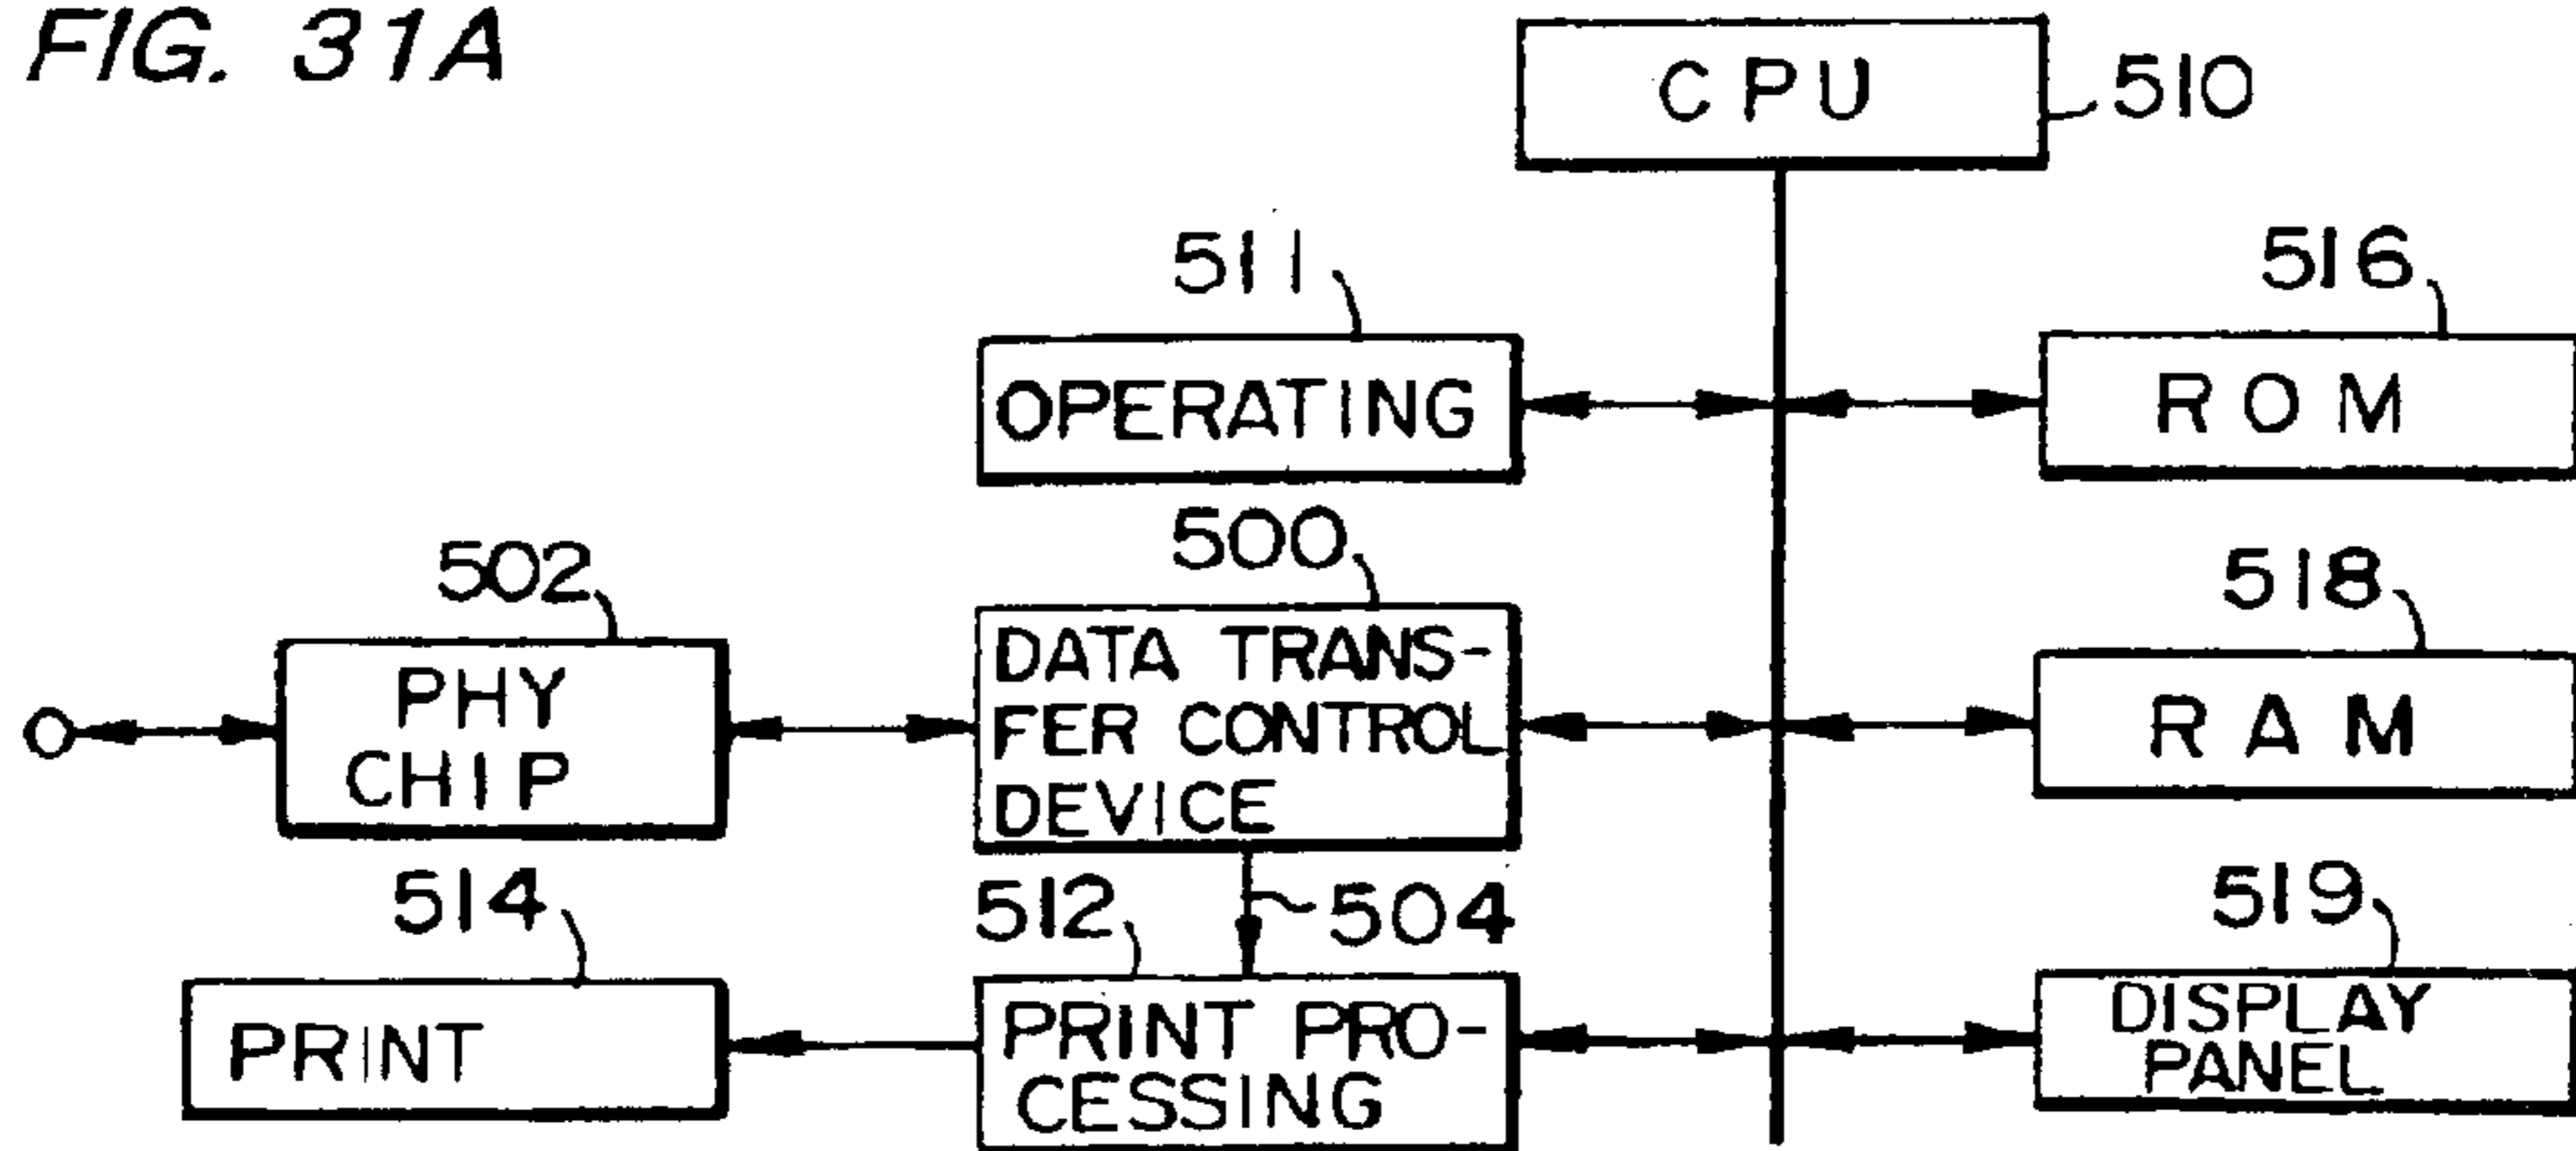 FIG. 31A
CPU
510
511
OPERATING
516
ROM
502
PHY
CHIP
500
DATA TRANS-
FER CONTROL
DEVICE
518
RAM
504
514
PRINT
512
PRINT PRO-
CESSING
519
DISPLAY
PANEL